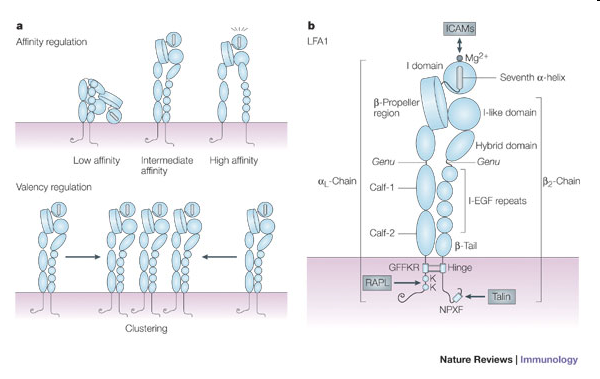 a
Affinity regulation
Low affinity
Intermediate
affinity
High affinity
Valency regulation
Clustering
b
LFA1
ICAMs
Mg2+
I domain
Seventh α-helix
β-Propeller
region
I-like domain
Hybrid domain
Genu
Genu
αL-Chain
Calf-1
I-EGF repeats
β2-Chain
Calf-2
β-Tail
GFFKR
Hinge
RAPL
K
K
Talin
NPXF
Nature Reviews | Immunology